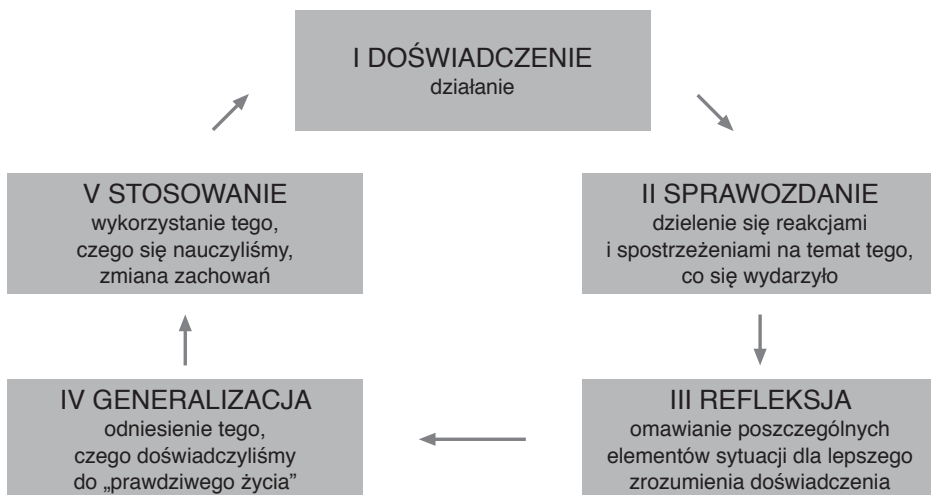 I DOŚWIADCZENIE
działanie
II SPRAWOZDANIE
dzielenie się reakcjami
i spostrzeżeniami na temat tego,
co się wydarzyło
III REFLEKSJA
omawianie poszczególnych
elementów sytuacji dla lepszego
zrozumienia doświadczenia
IV GENERALIZACJA
odniesienie tego,
czego doświadczyliśmy
do „prawdziwego życia”
V STOSOWANIE
wykorzystanie tego,
czego się nauczyliśmy,
zmiana zachowań